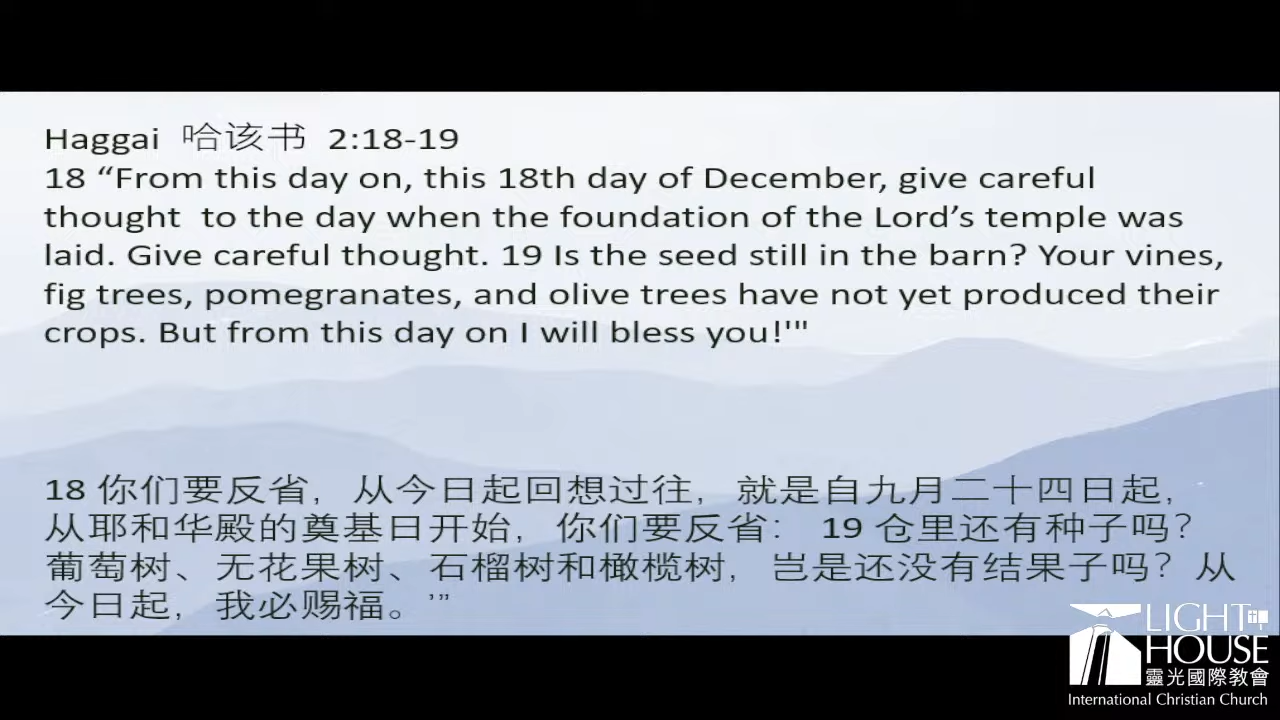 Haggai 哈该书 2:18-19
18 “From this day on, this 18th day of December, give careful
thought to the day when the foundation of the Lord’s temple was
laid. Give careful thought. 19 Is the seed still in the barn? Your vines,
fig trees, pomegranates, and olive trees have not yet produced their
crops. But from this day on I will bless you!'"
18 你们要反省，从今日起回想过往，就是自九月二十四日起，
从耶和华殿的奠基日开始，你们要反省： 19 仓里还有种子吗？
葡萄树、无花果树、石榴树和橄榄树，岂是还没有结果子吗？从
今日起，我必赐福。’”
LIGHT
HOUSE
靈光國際教會
International Christian Church